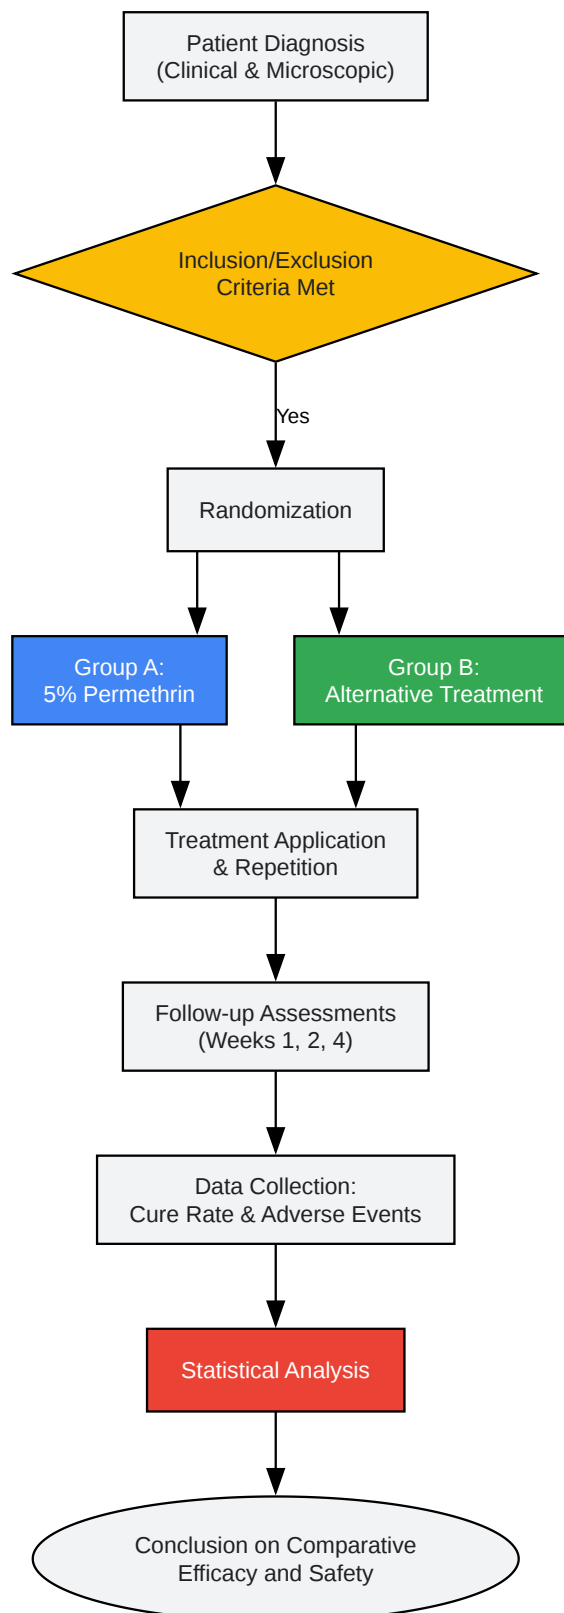 Patient Diagnosis
(Clinical & Microscopic)
Inclusion/Exclusion
Criteria Met
Yes
Randomization
Group A:
5% Permethrin
Group B:
Alternative Treatment
Treatment Application
& Repetition
Follow-up Assessments
(Weeks 1, 2, 4)
Data Collection:
Cure Rate & Adverse Events
Statistical Analysis
Conclusion on Comparative
Efficacy and Safety